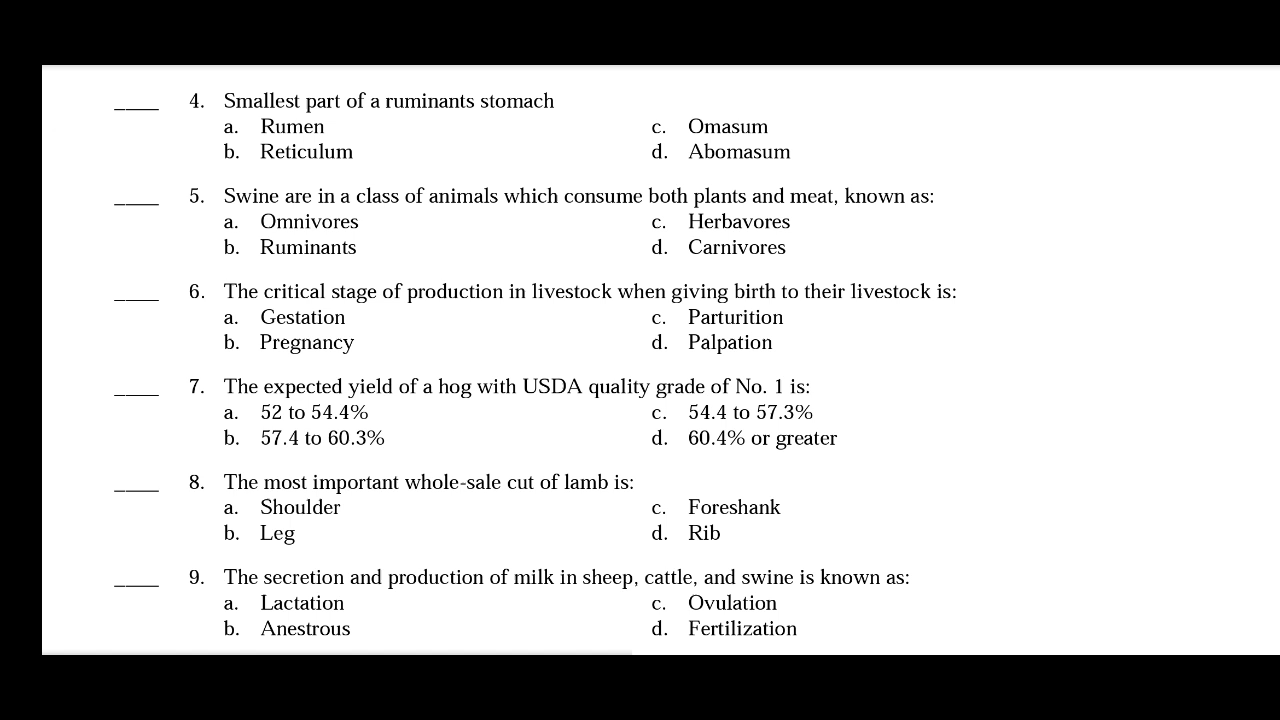 ____ 4. Smallest part of a ruminants stomach
a. Rumen c. Omasum
b. Reticulum d. Abomasum
____ 5. Swine are in a class of animals which consume both plants and meat, known as:
a. Omnivores c. Herbavores
b. Ruminants d. Carnivores
____ 6. The critical stage of production in livestock when giving birth to their livestock is:
a. Gestation c. Parturition
b. Pregnancy d. Palpation
____ 7. The expected yield of a hog with USDA quality grade of No. 1 is:
a. 52 to 54.4% c. 54.4 to 57.3%
b. 57.4 to 60.3% d. 60.4% or greater
____ 8. The most important whole-sale cut of lamb is:
a. Shoulder c. Foreshank
b. Leg d. Rib
____ 9. The secretion and production of milk in sheep, cattle, and swine is known as:
a. Lactation c. Ovulation
b. Anestrous d. Fertilization